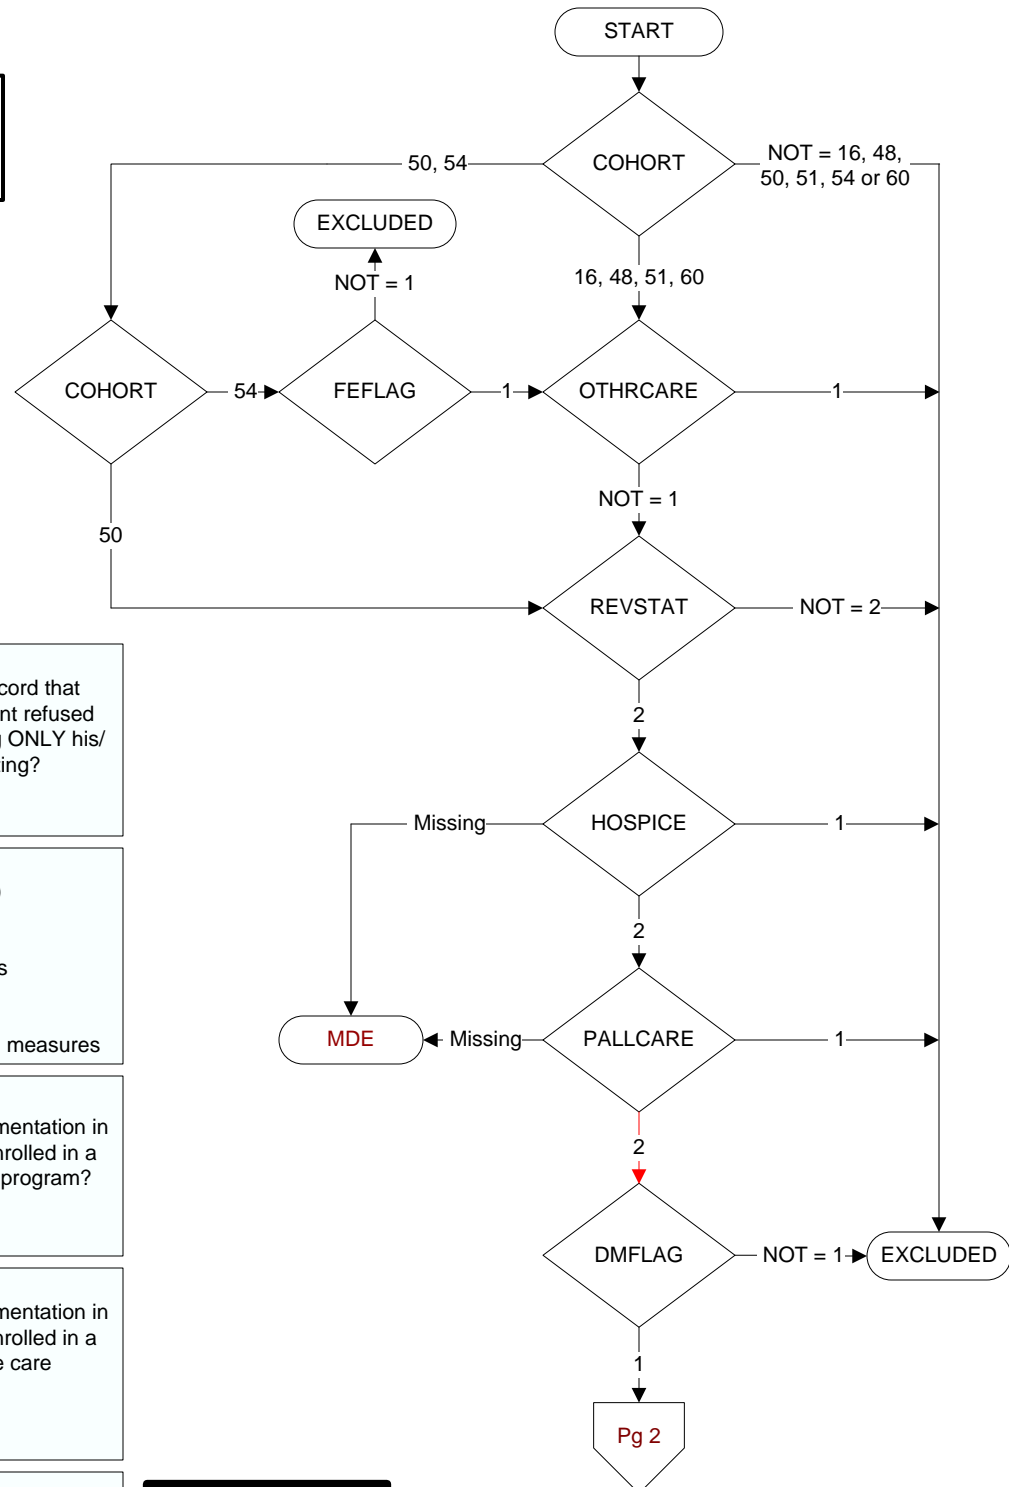 START
COHORT
50, 54
NOT = 16, 48,
50, 51, 54 or 60
EXCLUDED
NOT = 1
16, 48, 51, 60
COHORT
54
FEFLAG
1
OTHRCARE
1
NOT = 1
50
REVSTAT
NOT = 2
2
cord that
nt refused
ONLY his/
ting?
Missing
HOSPICE
1
2
s
measures
MDE
Missing
PALLCARE
1
2
mentation in
nrolled in a
program?
DMFLAG
NOT = 1
EXCLUDED
mentation in
nrolled in a
e care
1
Pg 2